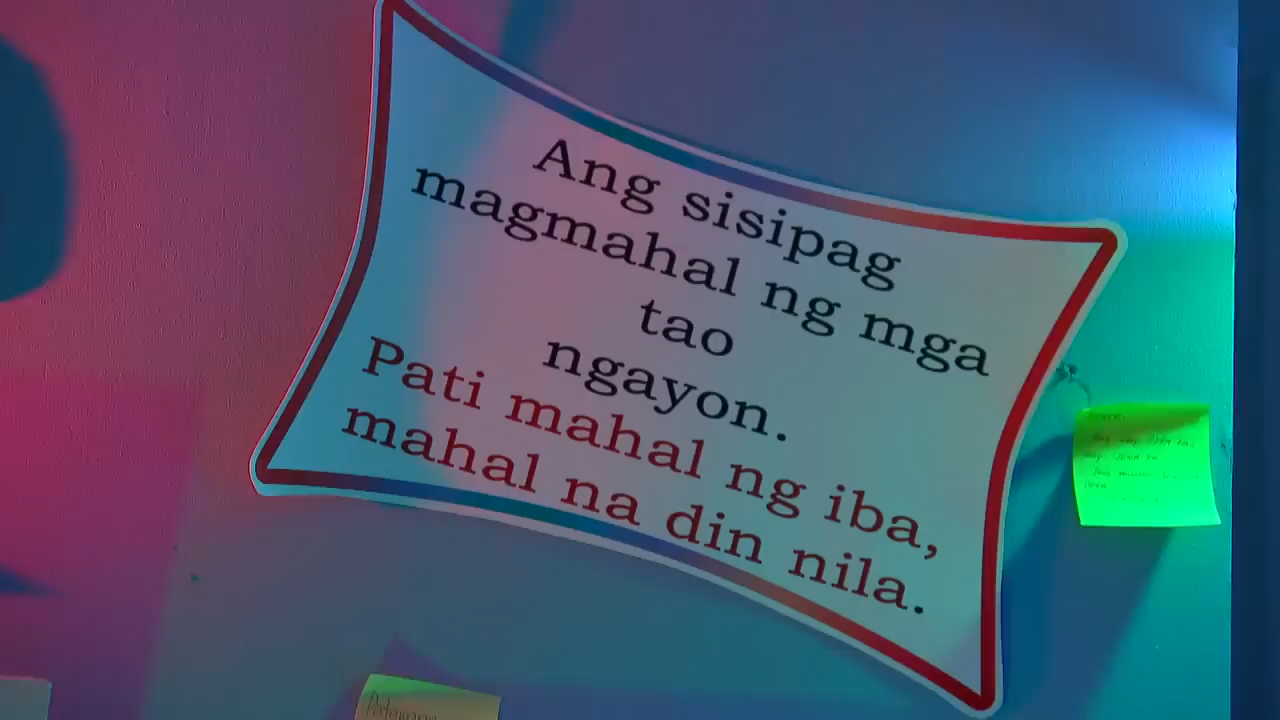 Ang sisipag
magmahal ng mga
tao
ngayon.
Pati mahal ng iba,
mahal na din nila.